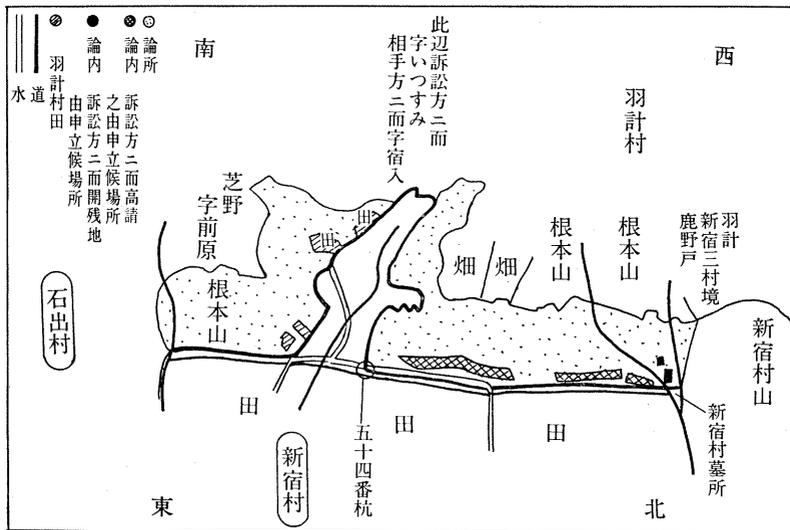 西
羽計村
羽計
新宿三村境
鹿野戸
新宿村山
根本山
根本山
畑
畑
此辺訴訟方ニ而
字いつすみ
相手方ニ而字宿入
南
論所
論内 訴訟方ニ而高請
之由申立候場所
論内 訴訟方ニ而開残地
由申立候場所
羽計村田
道
水
芝野
字前原
根本山
田
田
石出村
田
新宿村
五十四番杭
田
田
新宿村墓所
東
北